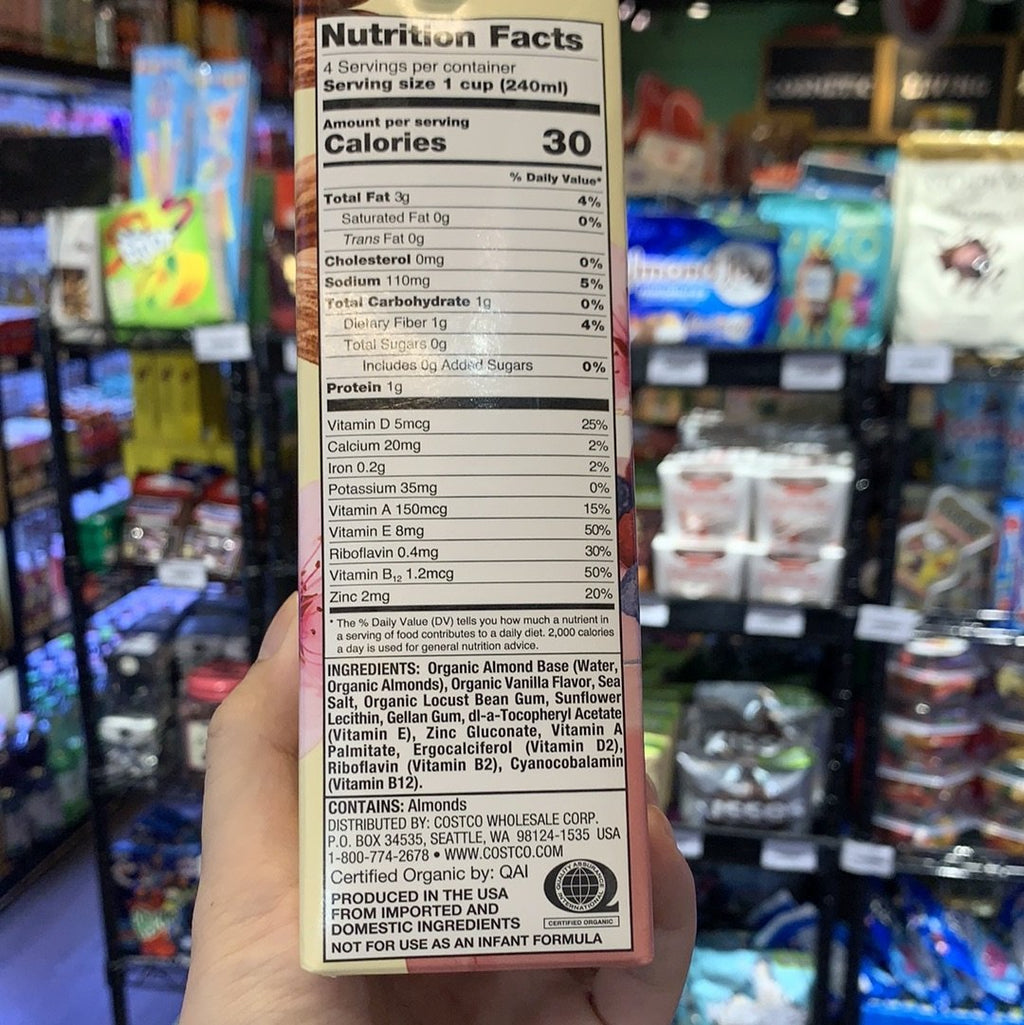 Nutrition Facts
4 Servings per container
Serving size 1 cup (240ml)
Amount per serving
Calories 30
% Daily Value*
Total Fat 3g 4%
Saturated Fat 0g 0%
Trans Fat 0g
Cholesterol 0mg 0%
Sodium 110mg 5%
Total Carbohydrate 1g 0%
Dietary Fiber 1g 4%
Total Sugars 0g
Includes 0g Added Sugars 0%
Protein 1g
Vitamin D 5mcg 25%
Calcium 20mg 2%
Iron 0.2g 2%
Potassium 35mg 0%
Vitamin A 150mcg 15%
Vitamin E 8mg 50%
Riboflavin 0.4mg 30%
Vitamin B12 1.2mcg 50%
Zinc 2mg 20%
* The % Daily Value (DV) tells you how much a nutrient in
a serving of food contributes to a daily diet. 2,000 calories
a day is used for general nutrition advice.
INGREDIENTS: Organic Almond Base (Water,
Organic Almonds), Organic Vanilla Flavor, Sea
Salt, Organic Locust Bean Gum, Sunflower
Lecithin, Gellan Gum, dl-a-Tocopheryl Acetate
(Vitamin E), Zinc Gluconate, Vitamin A
Palmitate, Ergocalciferol (Vitamin D2),
Riboflavin (Vitamin B2), Cyanocobalamin
(Vitamin B12).
CONTAINS: Almonds
DISTRIBUTED BY: COSTCO WHOLESALE CORP.
P.O. BOX 34535, SEATTLE, WA 98124-1535 USA
1-800-774-2678 • WWW.COSTCO.COM
Certified Organic by: QAI
QUALITY ASSURANCE INTERNATIONAL
CERTIFIED ORGANIC
PRODUCED IN THE USA
FROM IMPORTED AND
DOMESTIC INGREDIENTS
NOT FOR USE AS AN INFANT FORMULA